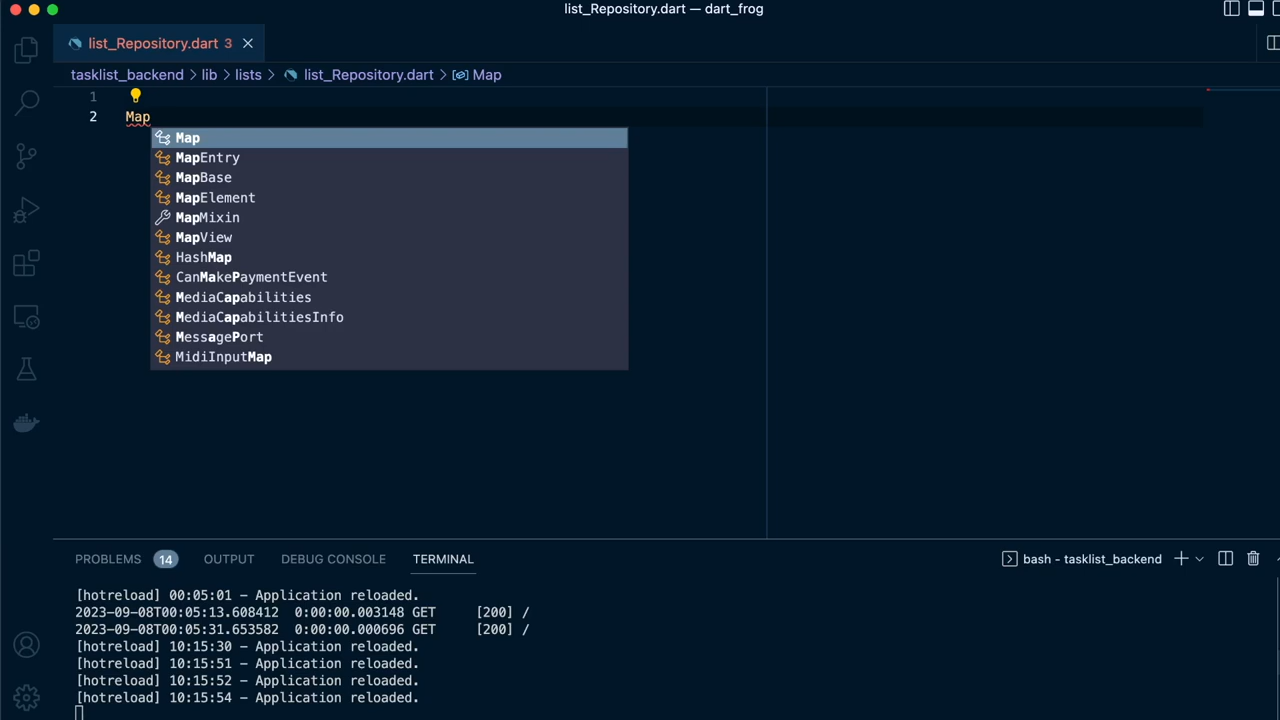 list_Repository.dart — dart_frog
list_Repository.dart 3
tasklist_backend > lib > lists > list_Repository.dart > Map
1
2 Map
Map
MapEntry
MapBase
MapElement
MapMixin
MapView
HashMap
CanMakePaymentEvent
MediaCapabilities
MediaCapabilitiesInfo
MessagePort
MidiInputMap
PROBLEMS 14 OUTPUT DEBUG CONSOLE TERMINAL bash - tasklist_backend
[hotreload] 00:05:01 - Application reloaded.
2023-09-08T00:05:13.608412 0:00:00.003148 GET [200] /
2023-09-08T00:05:31.653582 0:00:00.000696 GET [200] /
[hotreload] 10:15:30 - Application reloaded.
[hotreload] 10:15:51 - Application reloaded.
[hotreload] 10:15:52 - Application reloaded.
[hotreload] 10:15:54 - Application reloaded.